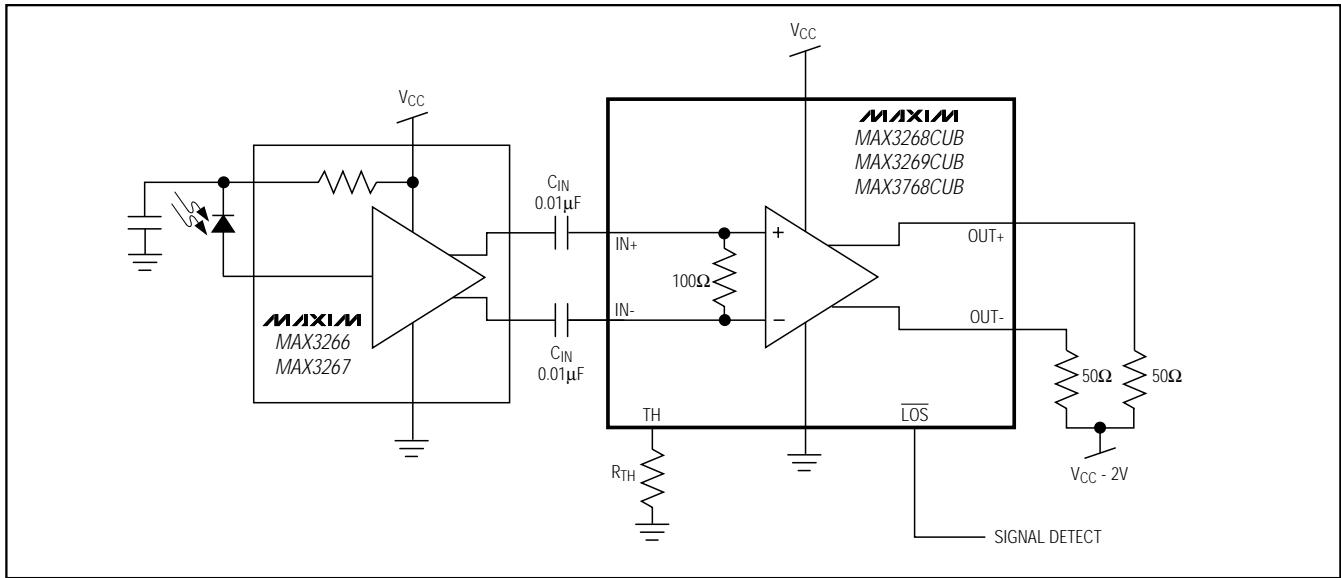 VCC
VCC
MAXIM
MAX3268CUB
MAX3269CUB
MAX3768CUB
CIN
0.01µF
IN+
+
OUT+
100Ω
IN-
−
OUT-
MAXIM
MAX3266
MAX3267
CIN
0.01µF
50Ω
50Ω
TH
LOS
RTH
VCC - 2V
SIGNAL DETECT